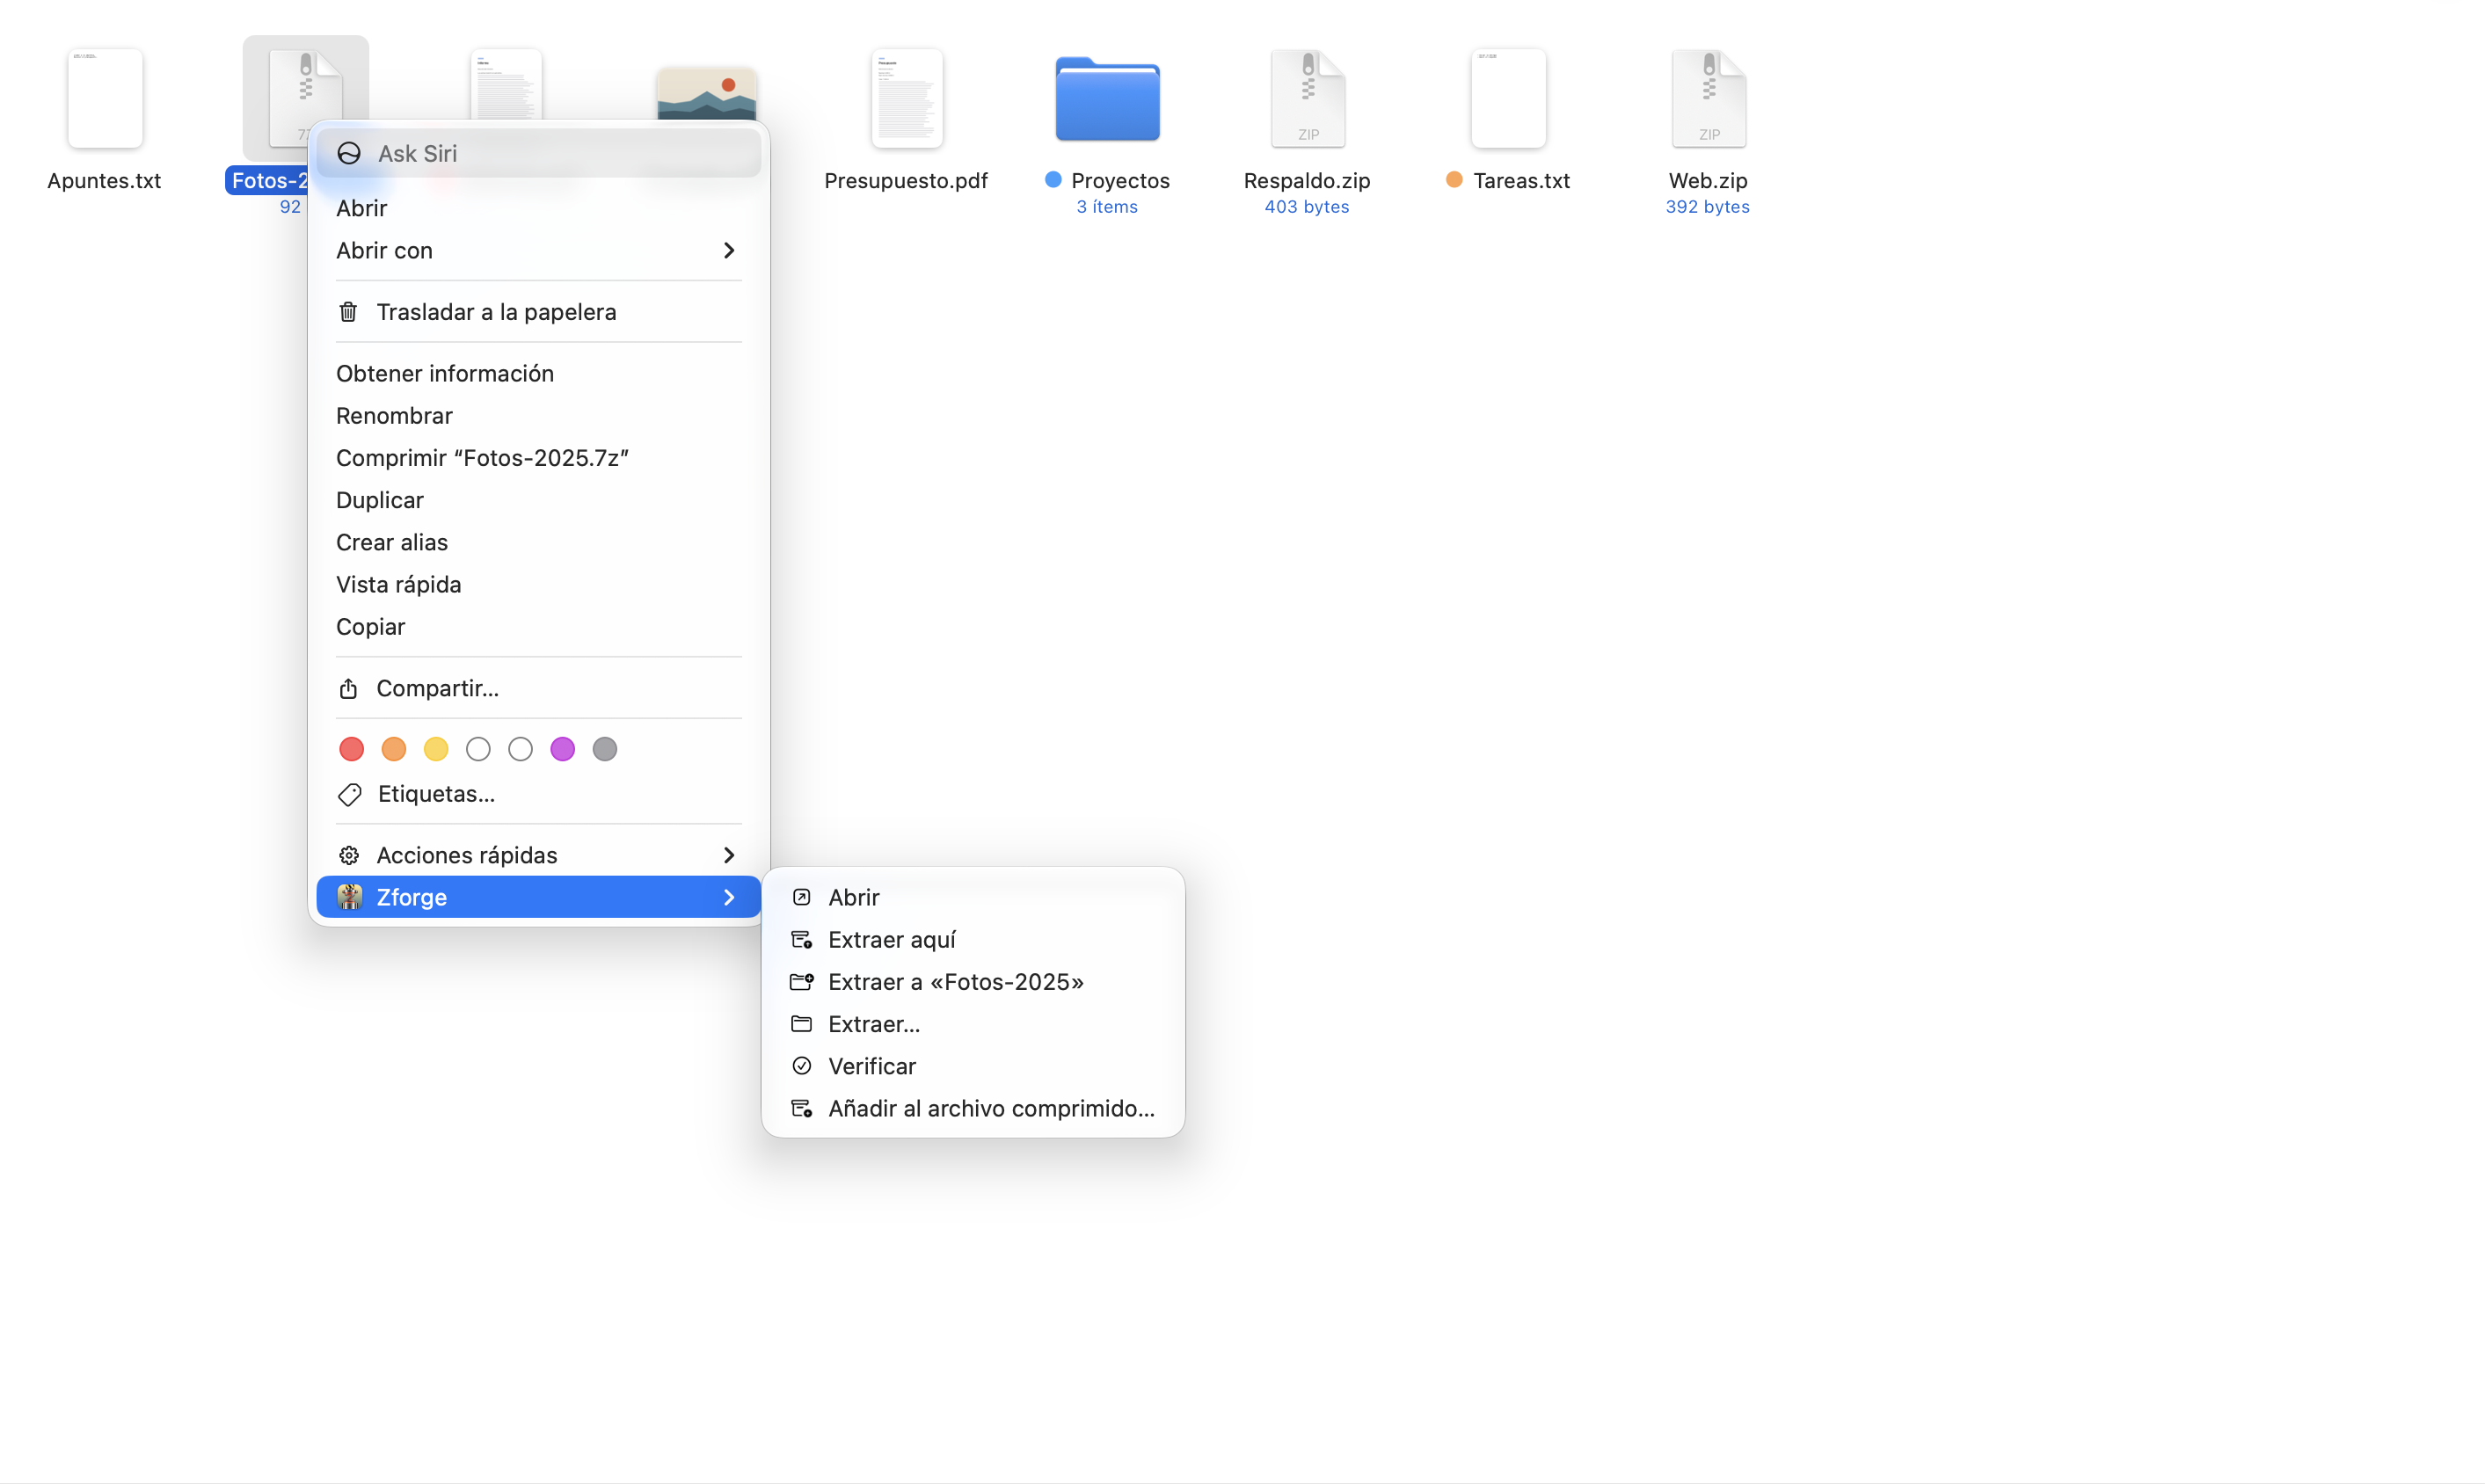 Apuntes.txt
Fotos-2
92
Presupuesto.pdf
Proyectos
3 ítems
ZIP
Respaldo.zip
403 bytes
Tareas.txt
ZIP
Web.zip
392 bytes
Ask Siri
Abrir
Abrir con
Trasladar a la papelera
Obtener información
Renombrar
Comprimir “Fotos-2025.7z”
Duplicar
Crear alias
Vista rápida
Copiar
Compartir...
Etiquetas...
Acciones rápidas
Zforge
Abrir
Extraer aquí
Extraer a «Fotos-2025»
Extraer...
Verificar
Añadir al archivo comprimido...